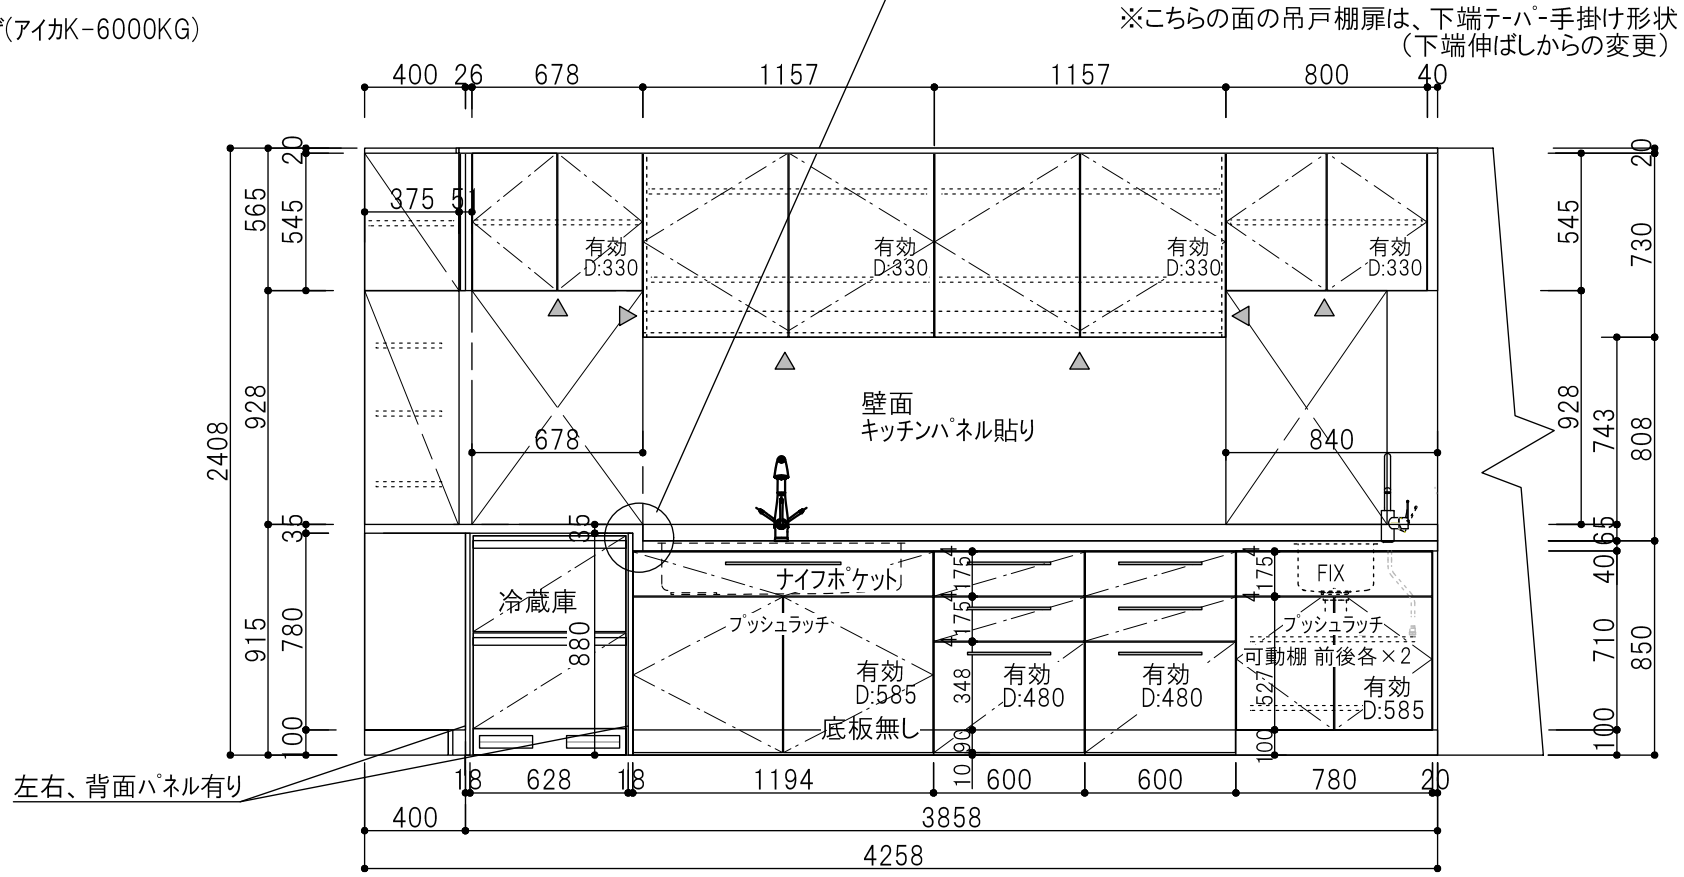 (アイカK-6000KG)
※こちらの面の吊戸棚扉は、下端テーパー手掛け形状
（下端伸ばしからの変更）
400 26 678 1157 1157 800 40
20
565
545
375 51
有効
D:330
有効
D:330
有効
D:330
有効
D:330
20
545
730
壁面
キッチンパネル貼り
678
840
2408
928
928
743
808
35
35
65
915
780
100
冷蔵庫
880
ナイフポケット
プッシュラッチ
有効
D:585
底板無し
4
175
4
175
4
348
90
10
有効
D:480
有効
D:480
4
175
4
527
100
FIX
プッシュラッチ
可動棚 前後各×2
有効
D:585
40
710
850
100
左右、背面パネル有り
18 628 18 1194 600 600 780 20
400 3858
4258